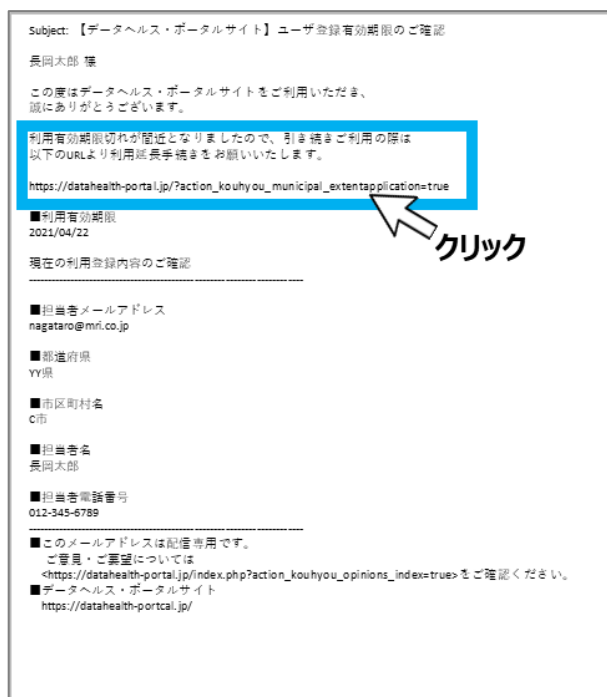 Subject: 【データヘルス・ポータルサイト】ユーザ登録有効期限のご確認
長岡太郎 様
この度はデータヘルス・ポータルサイトをご利用いただき、
誠にありがとうございます。
利用有効期限切れが間近となりましたので、引き続きご利用の際は
以下のURLより利用延長手続きをお願いいたします。
https://datahealth-portal.jp/?action_kouhyou_municipal_extentapplication=true
■利用有効期限
2021/04/22
クリック
現在の利用登録内容のご確認
■担当者メールアドレス
nagataro@mri.co.jp
■都道府県
YY県
■市区町村名
C市
■担当者名
長岡太郎
■担当者電話番号
012-345-6789
■このメールアドレスは配信専用です。
ご意見・ご要望については
<https://datahealth-portal.jp/index.php?action_kouhyou_opinions_index=true>をご確認ください。
■データヘルス・ポータルサイト
https://datahealth-portcal.jp/